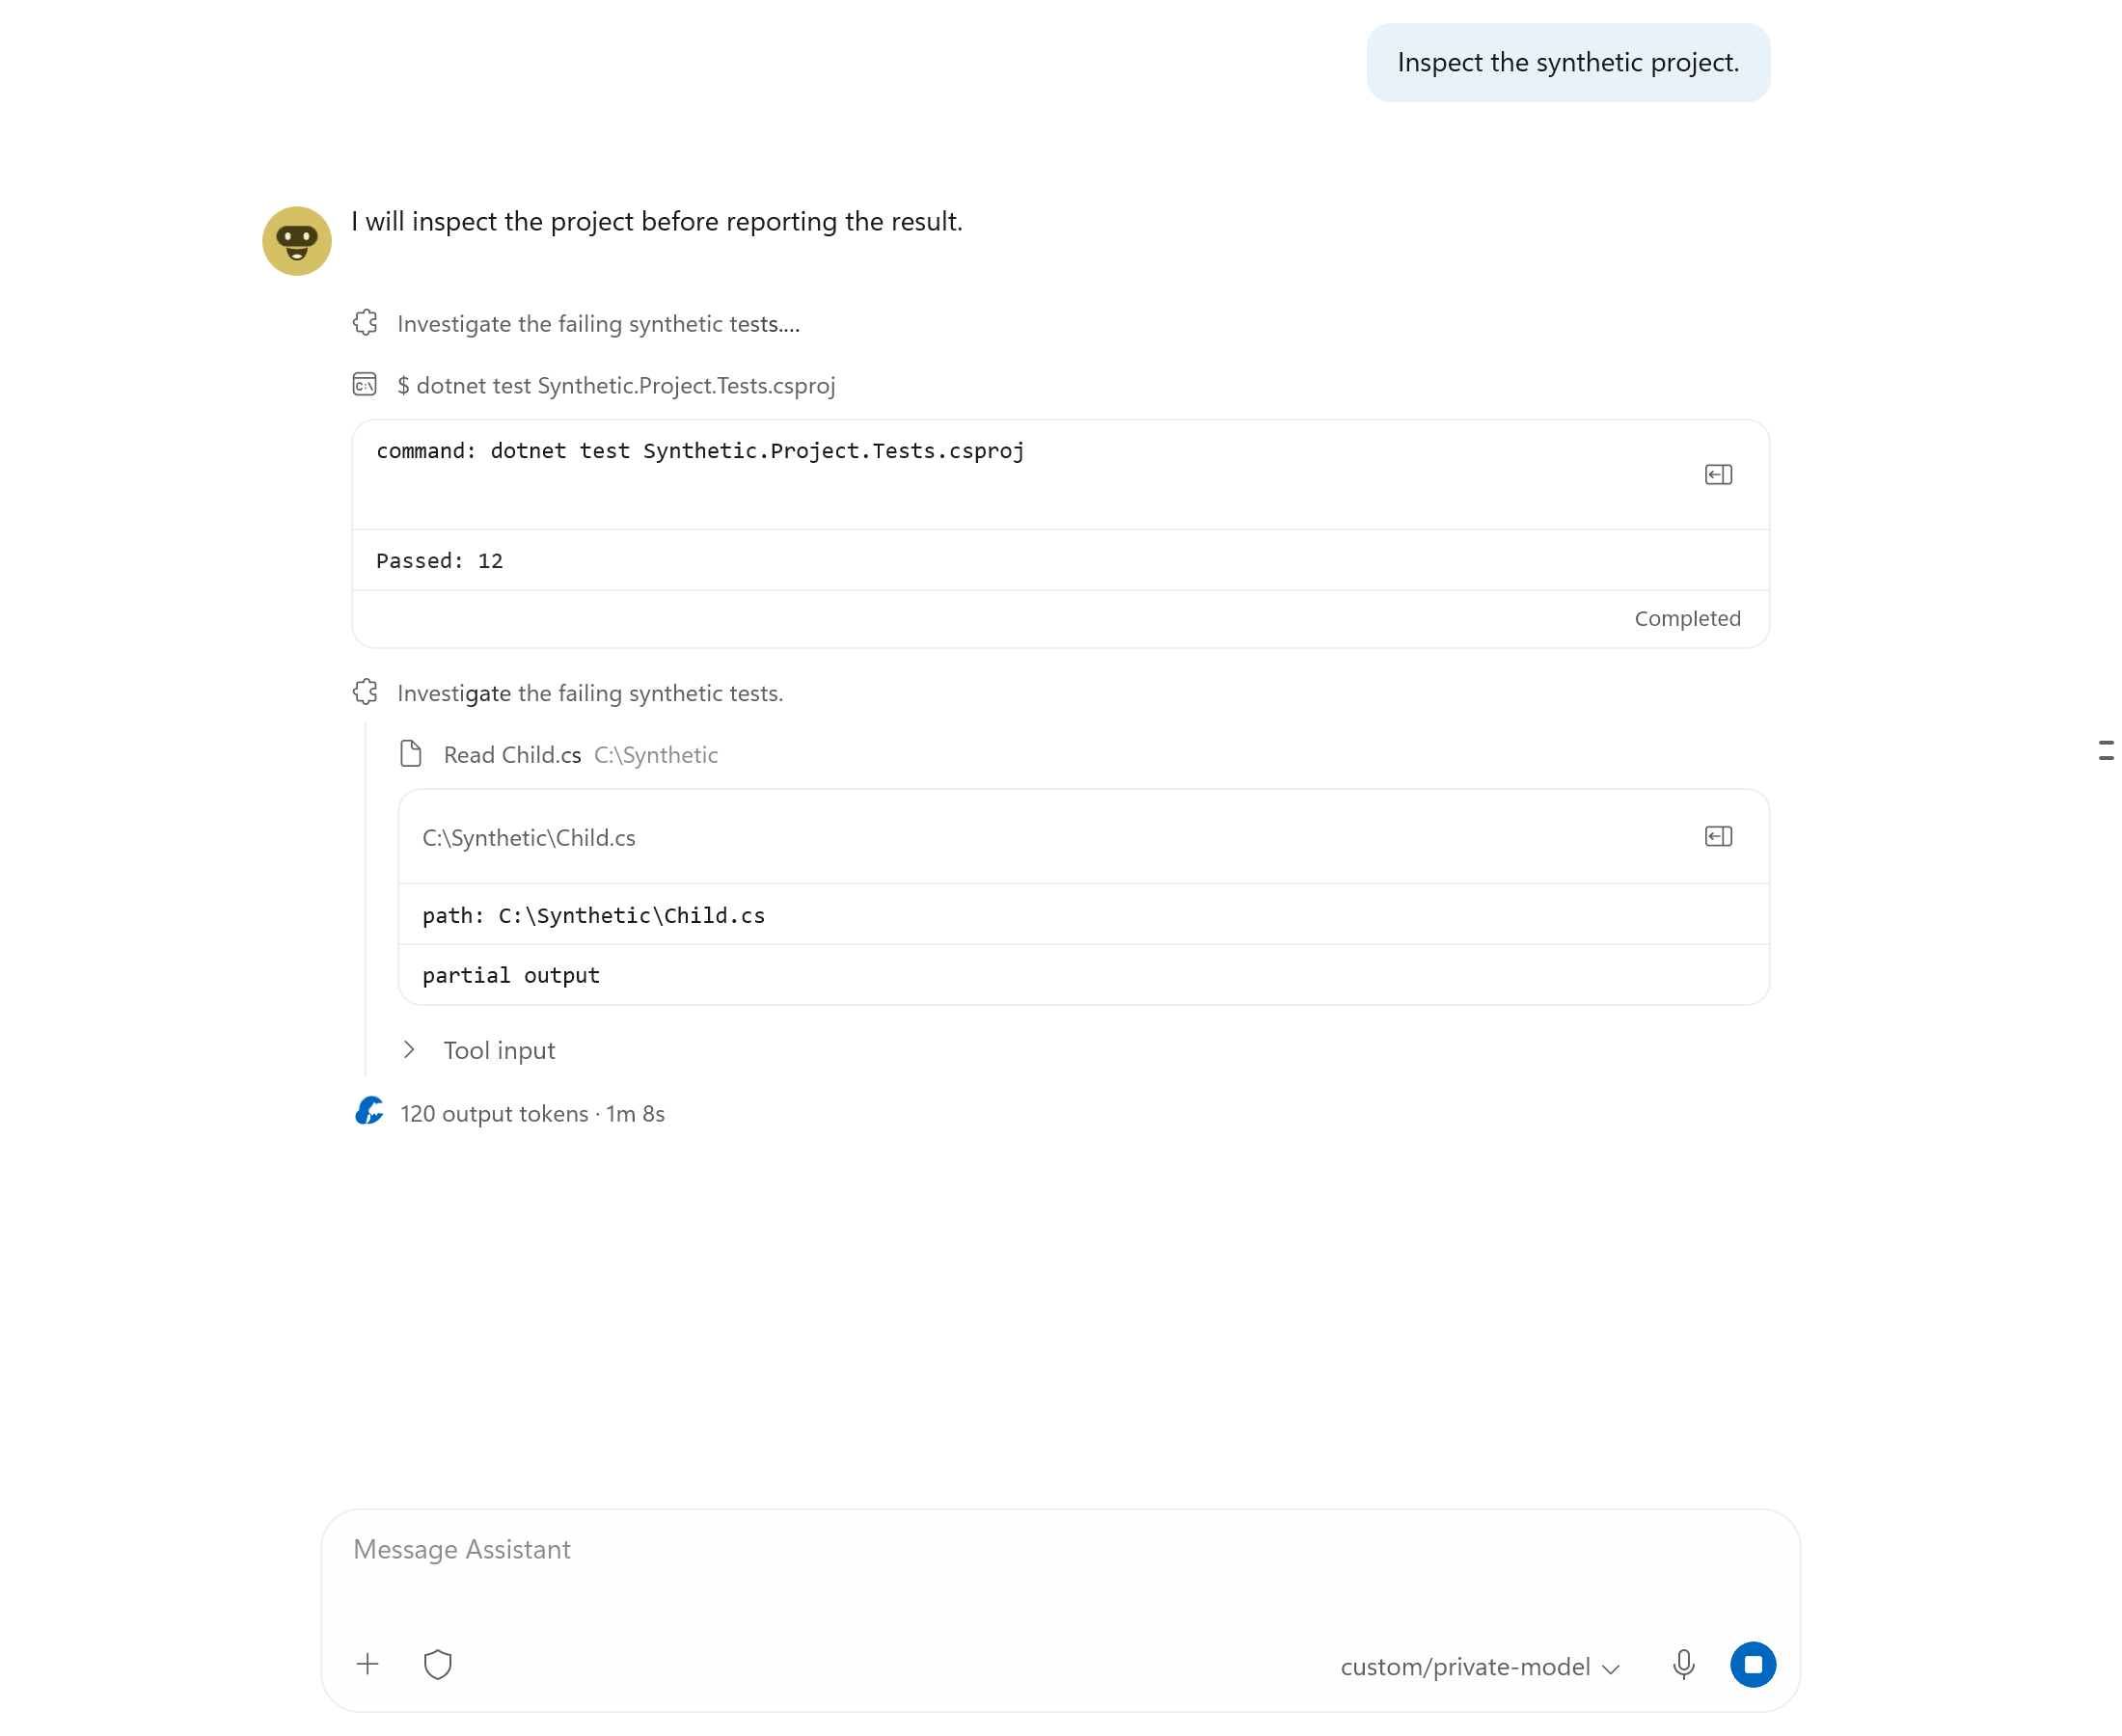 Inspect the synthetic project.
I will inspect the project before reporting the result.
Investigate the failing synthetic tests....
$ dotnet test Synthetic.Project.Tests.csproj
command: dotnet test Synthetic.Project.Tests.csproj
Passed: 12
Completed
Investigate the failing synthetic tests.
Read Child.cs C:\Synthetic
C:\Synthetic\Child.cs
path: C:\Synthetic\Child.cs
partial output
Tool input
120 output tokens · 1m 8s
Message Assistant
custom/private-model